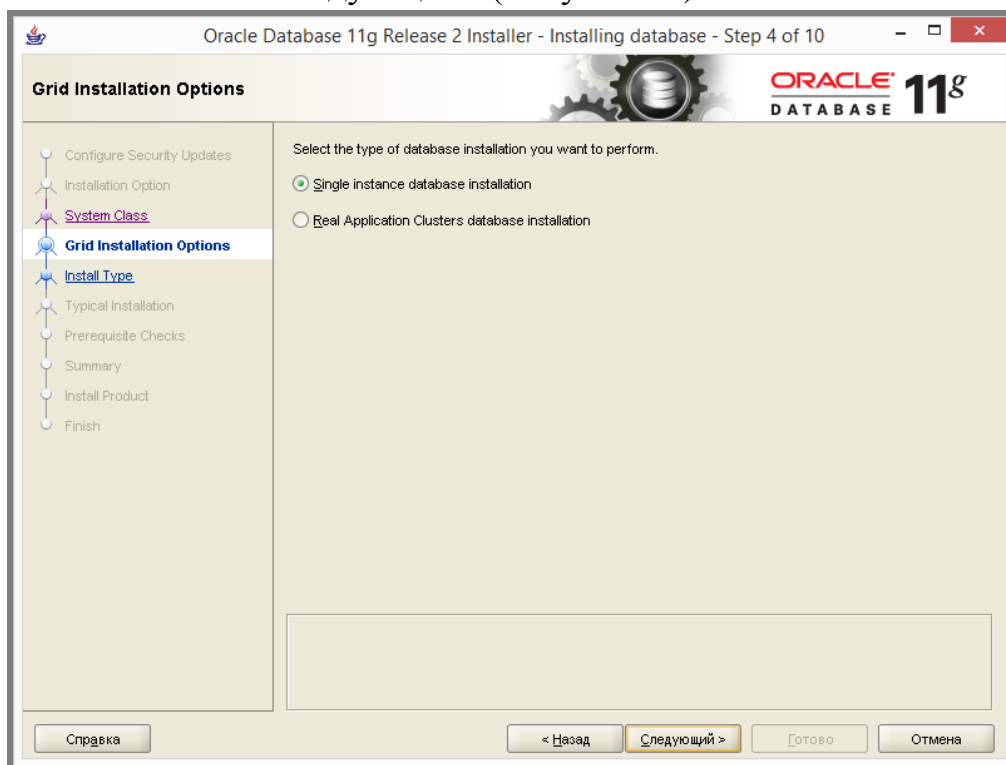 Oracle Database 11g Release 2 Installer - Installing database - Step 4 of 10
Grid Installation Options
ORACLE 11g
DATABASE
Configure Security Updates
Installation Option
System Class
Grid Installation Options
Install Type
Typical Installation
Prerequisite Checks
Summary
Install Product
Finish
Select the type of database installation you want to perform.
Single instance database installation
Real Application Clusters database installation
Справка
< Назад
Следующий >
Готово
Отмена